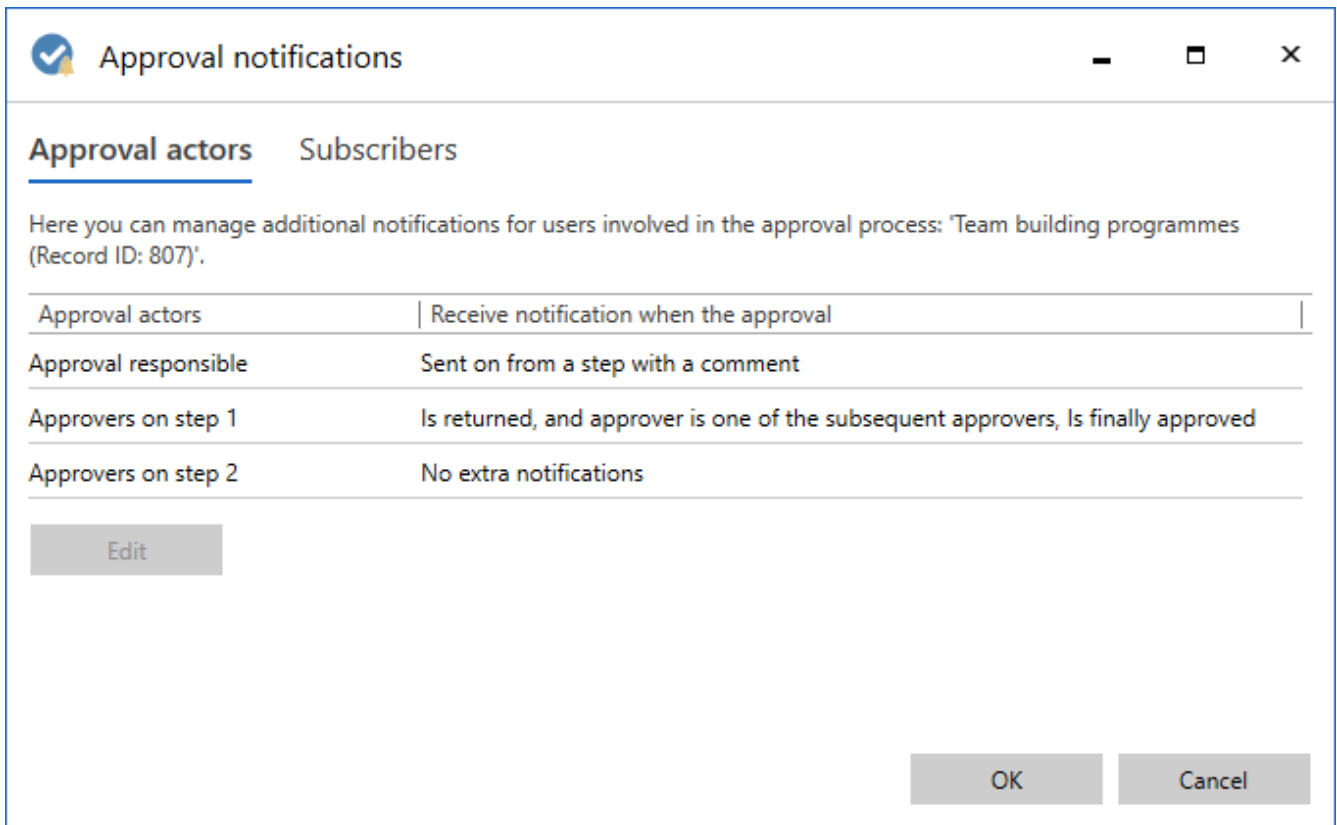 Approval notifications
Approval actors Subscribers
Here you can manage additional notifications for users involved in the approval process: 'Team building programmes
(Record ID: 807)'.
Approval actors Receive notification when the approval
Approval responsible Sent on from a step with a comment
Approvers on step 1 Is returned, and approver is one of the subsequent approvers, Is finally approved
Approvers on step 2 No extra notifications
Edit
OK Cancel